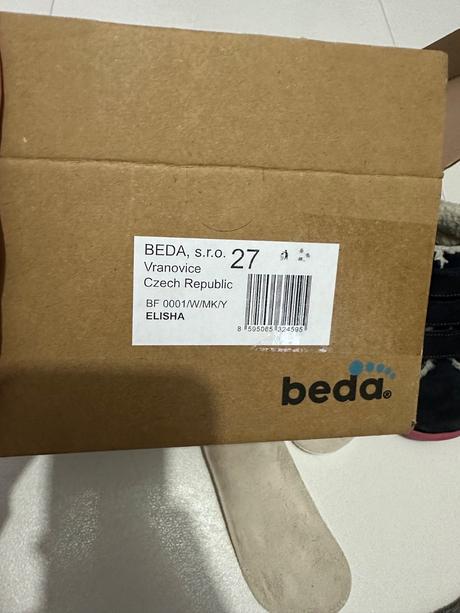 BEDA, s.r.o. 27
Vranovice
Czech Republic
BF 0001/W/MK/Y
ELISHA
8 595065 324595
beda®